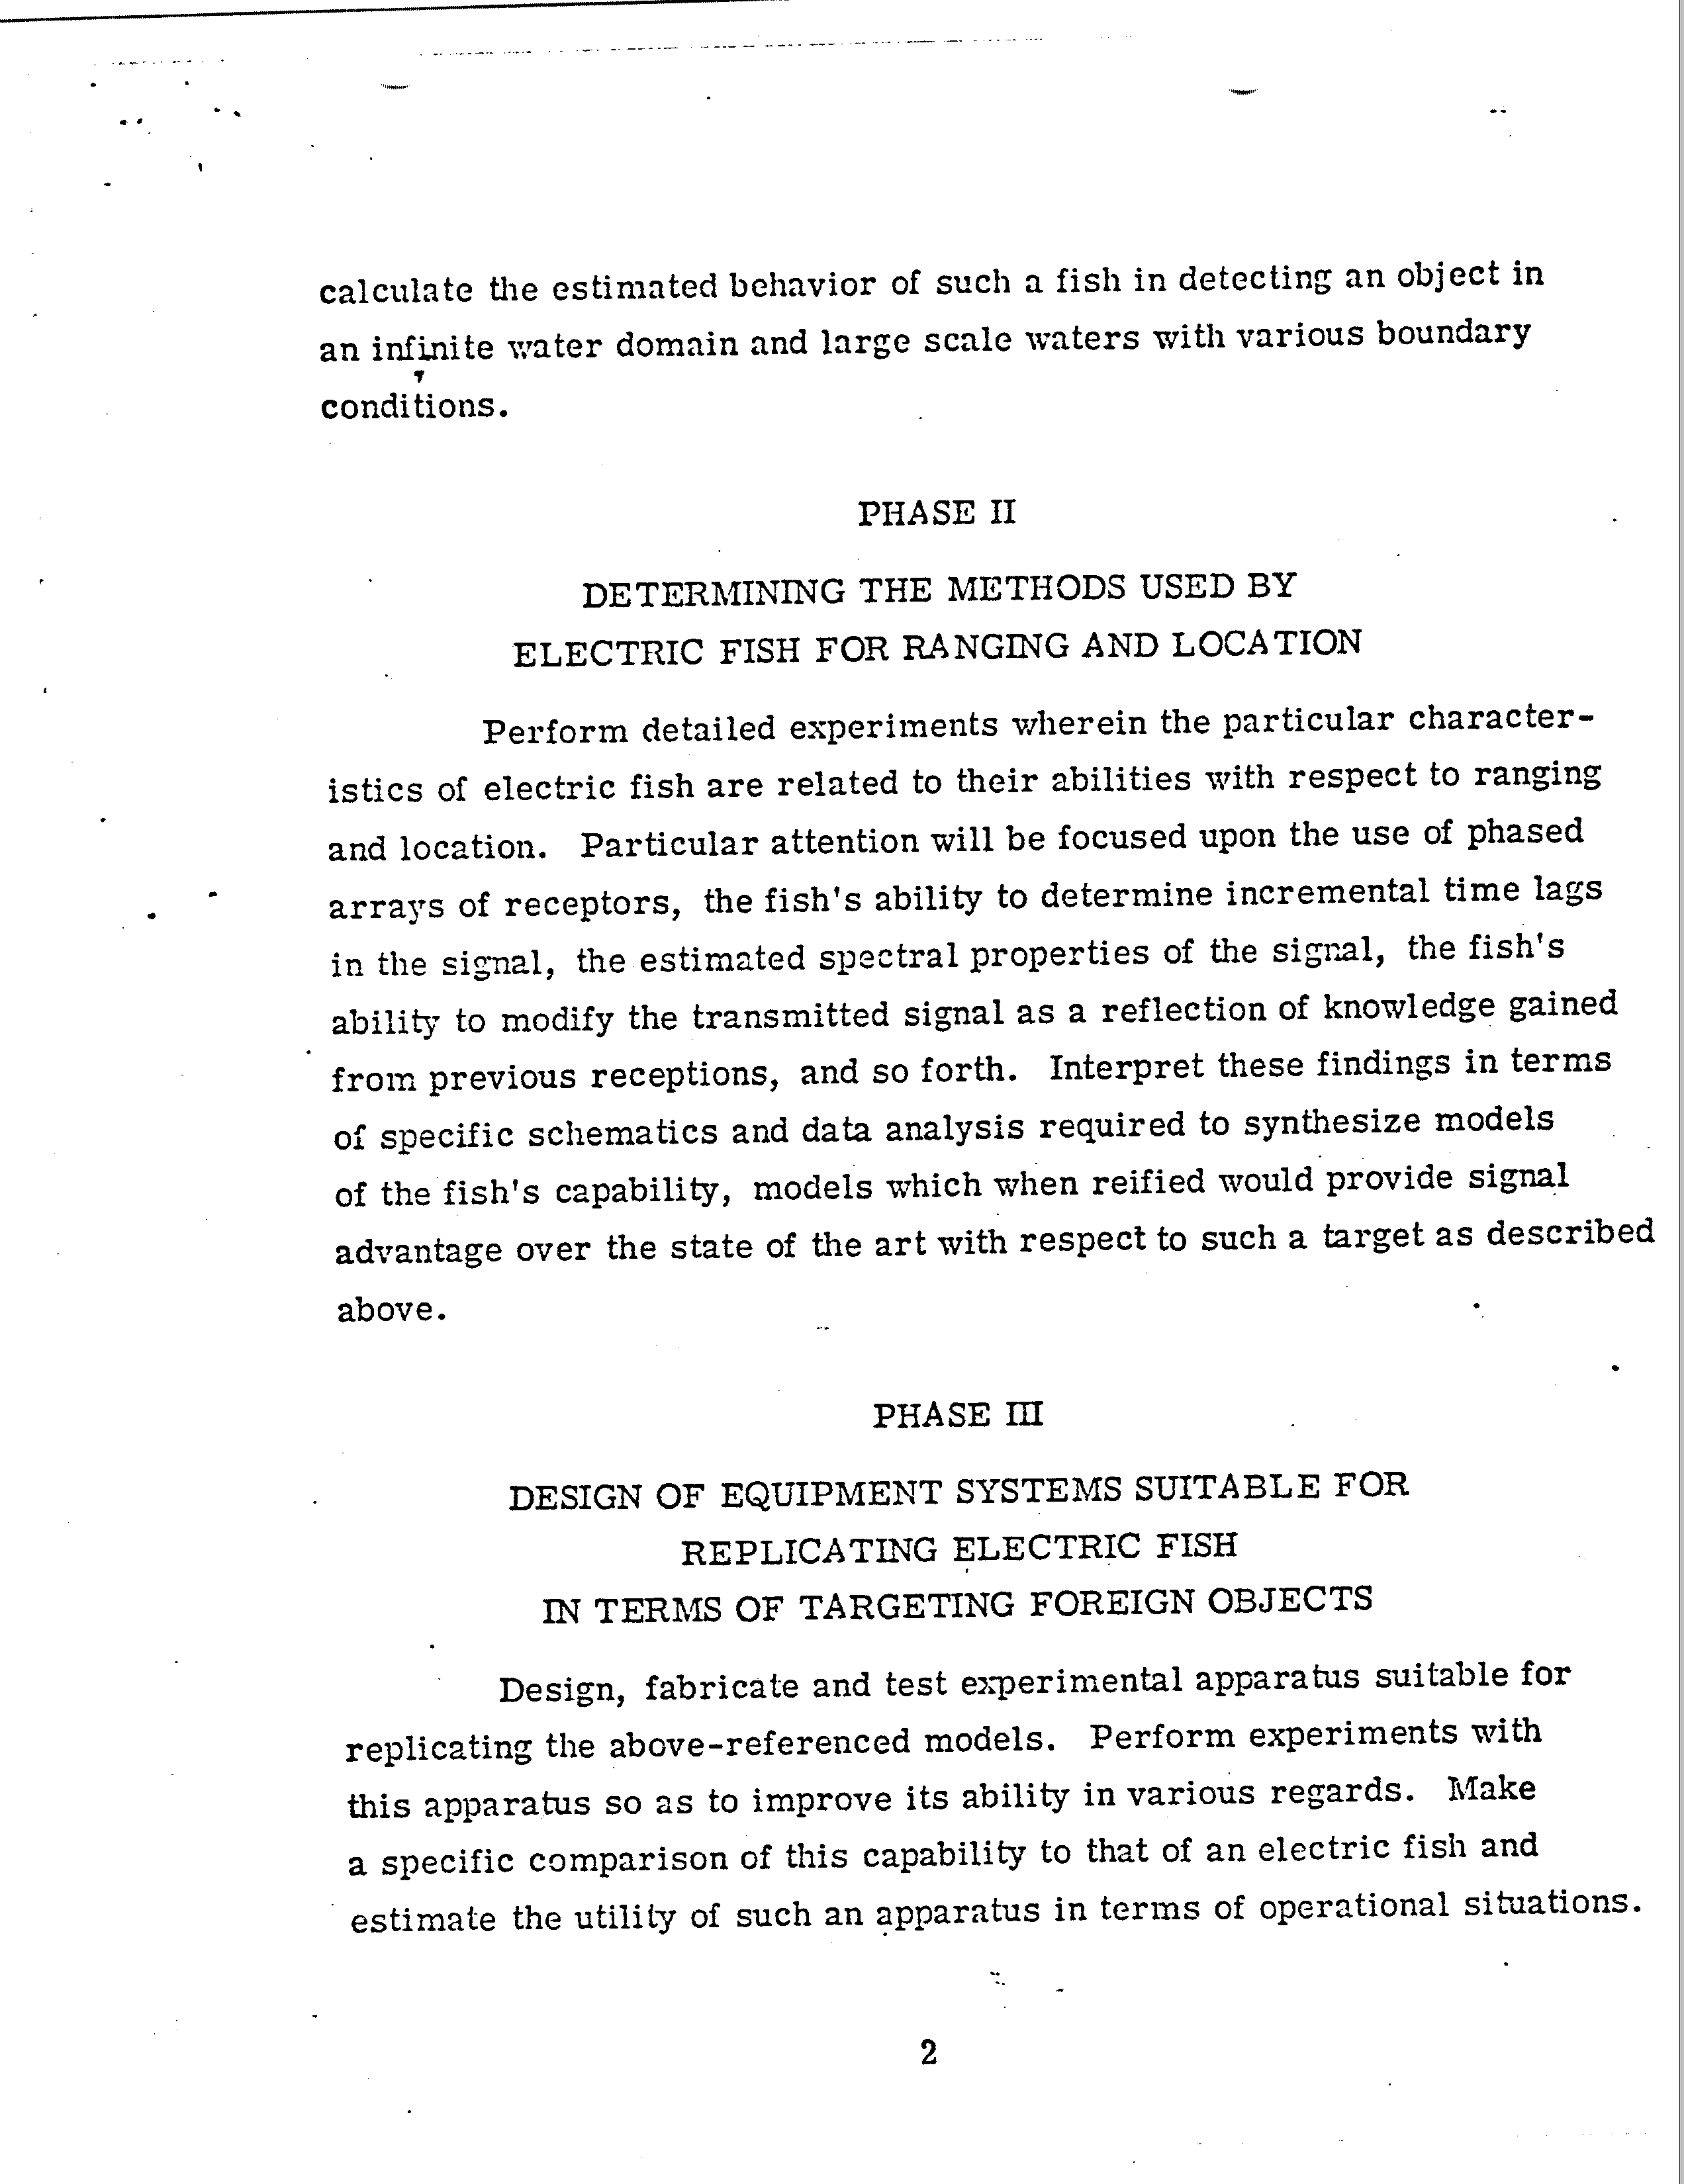 calculate the estimated behavior of such a fish in detecting an object in
an infinite water domain and large scale waters with various boundary
conditions.
PHASE II
DETERMINING THE METHODS USED BY
ELECTRIC FISH FOR RANGING AND LOCATION
Perform detailed experiments wherein the particular character-
istics of electric fish are related to their abilities with respect to ranging
and location. Particular attention will be focused upon the use of phased
arrays of receptors, the fish's ability to determine incremental time lags
in the signal, the estimated spectral properties of the signal, the fish's
ability to modify the transmitted signal as a reflection of knowledge gained
from previous receptions, and so forth. Interpret these findings in terms
of specific schematics and data analysis required to synthesize models
of the fish's capability, models which when reified would provide signal
advantage over the state of the art with respect to such a target as described
above.
PHASE III
DESIGN OF EQUIPMENT SYSTEMS SUITABLE FOR
REPLICATING ELECTRIC FISH
IN TERMS OF TARGETING FOREIGN OBJECTS
Design, fabricate and test experimental apparatus suitable for
replicating the above-referenced models. Perform experiments with
this apparatus so as to improve its ability in various regards. Make
a specific comparison of this capability to that of an electric fish and
estimate the utility of such an apparatus in terms of operational situations.
2